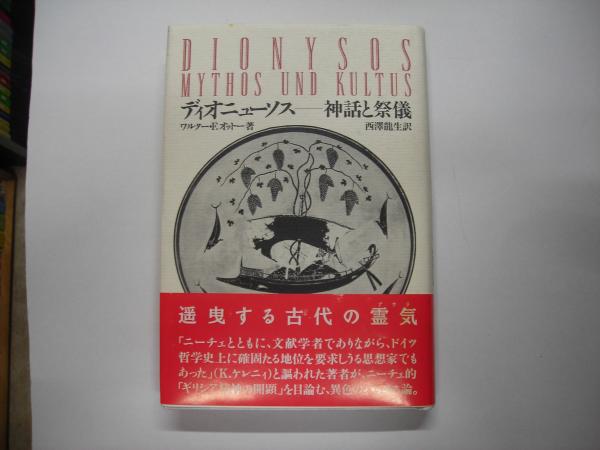 DIONYSOS
MYTHOS UND KULTUS
ディオニューソス——神話と祭儀
ワルター・E.オットー著 西澤龍生訳
遥曳する古代の霊気
「ニーチェとともに、文献学者でありながら、ドイツ
哲学史上に確固たる地位を要求しうる思想家でも
あった」(K.ケレニイ)と謳われた著者が、ニーチェ的
「ギリシア精神の開顕」を目論む、異色の 論。